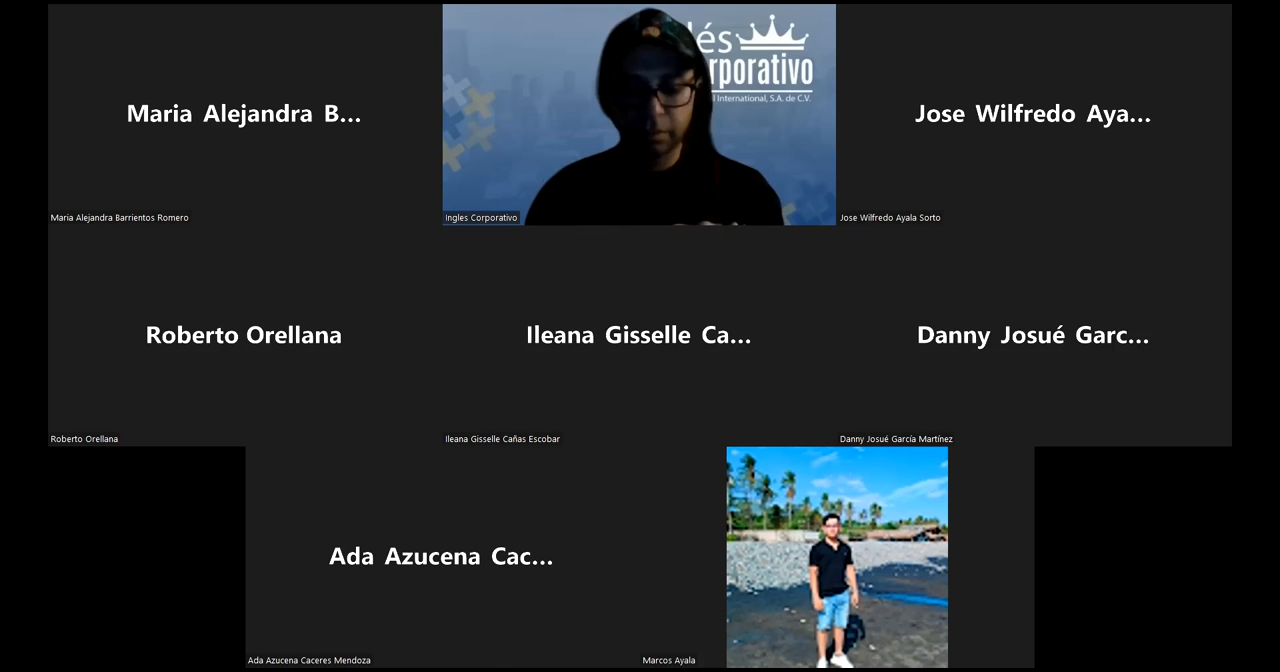 Maria Alejandra B...
Maria Alejandra Barrientos Romero
lés
rporativo
l International, S.A. de C.V.
Ingles Corporativo
Jose Wilfredo Aya...
Jose Wilfredo Ayala Sorto
Roberto Orellana
Roberto Orellana
Ileana Gisselle Ca...
Ileana Gisselle Cañas Escobar
Danny Josué Garc...
Danny Josué García Martínez
Ada Azucena Cac...
Ada Azucena Caceres Mendoza
Marcos Ayala